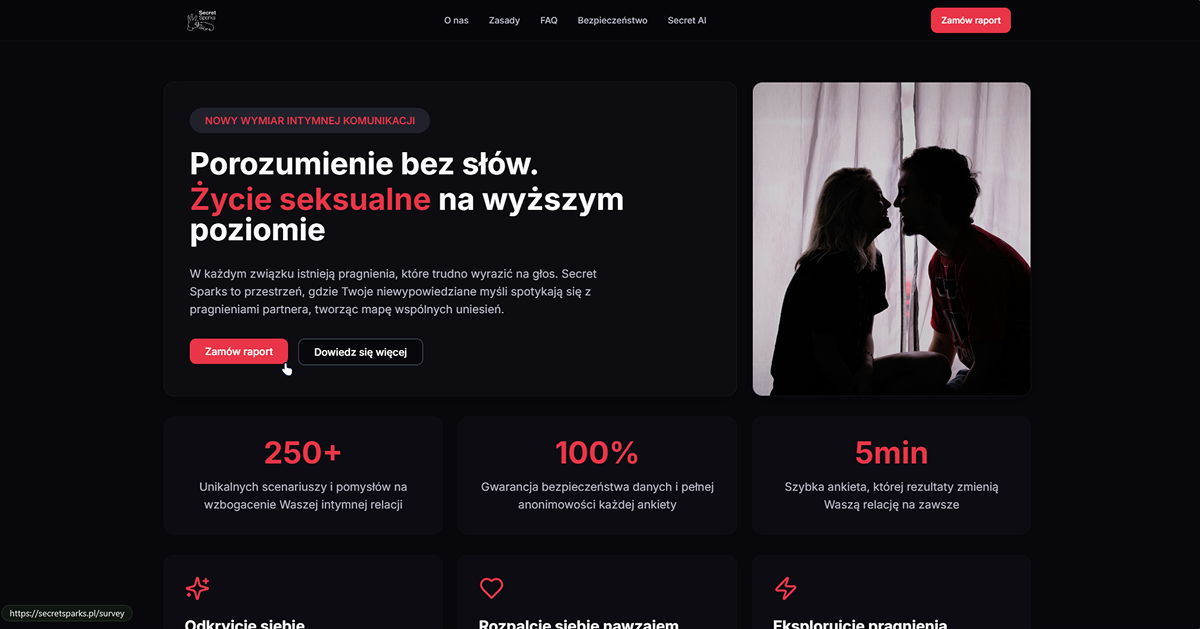 Secret
Sparks
O nas
Zasady
FAQ
Bezpieczeństwo
Secret AI
Zamów raport
NOWY WYMIAR INTYMNEJ KOMUNIKACJI
Porozumienie bez słów.
Życie seksualne na wyższym
poziomie
W każdym związku istnieją pragnienia, które trudno wyrazić na głos. Secret
Sparks to przestrzeń, gdzie Twoje niewypowiedziane myśli spotykają się z
pragnieniami partnera, tworząc mapę wspólnych uniesień.
Zamów raport
Dowiedz się więcej
250+
Unikalnych scenariuszy i pomysłów na
wzbogacenie Waszej intymnej relacji
100%
Gwarancja bezpieczeństwa danych i pełnej
anonimowości każdej ankiety
5min
Szybka ankieta, której rezultaty zmienią
Waszą relację na zawsze
Odkryjcie siebie
Rozpalcie siebie nawzajem
Eksplorujcie pragnienia
https://secretsparks.pl/survey